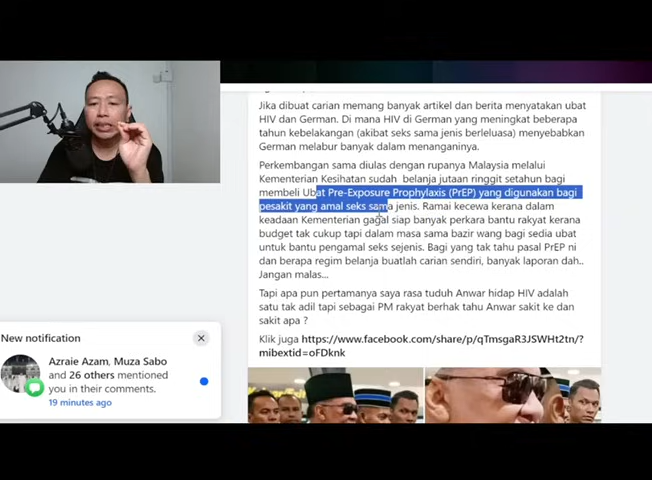 Jika dibuat carian memang banyak artikel dan berita menyatakan ubat
HIV dan German. Di mana HIV di German yang meningkat beberapa
tahun kebelakangan (akibat seks sama jenis berleluasa) menyebabkan
German melabur banyak dalam menanganinya.
Perkembangan sama diulas dengan rupanya Malaysia melalui
Kementerian Kesihatan sudah belanja jutaan ringgit setahun bagi
membeli Ubat Pre-Exposure Prophylaxis (PrEP) yang digunakan bagi
pesakit yang amal seks sama jenis. Ramai kecewa kerana dalam
keadaan Kementerian gagal siap banyak perkara bantu rakyat kerana
budget tak cukup tapi dalam masa sama bazir wang bagi sedia ubat
untuk bantu pengamal seks sejenis. Bagi yang tak tahu pasal PrEP ni
dan berapa regim belanja buatlah carian sendiri, banyak laporan dah..
Jangan malas...
Tapi apa pun pertamanya saya rasa tuduh Anwar hidap HIV adalah
satu tak adil tapi sebagai PM rakyat berhak tahu Anwar sakit ke dan
sakit apa ?
Klik juga https://www.facebook.com/share/p/qTmsgaR3JSWHt2tn/?
mibextid=oFDknk
New notification
Azraie Azam, Muza Sabo
and 26 others mentioned
you in their comments.
19 minutes ago